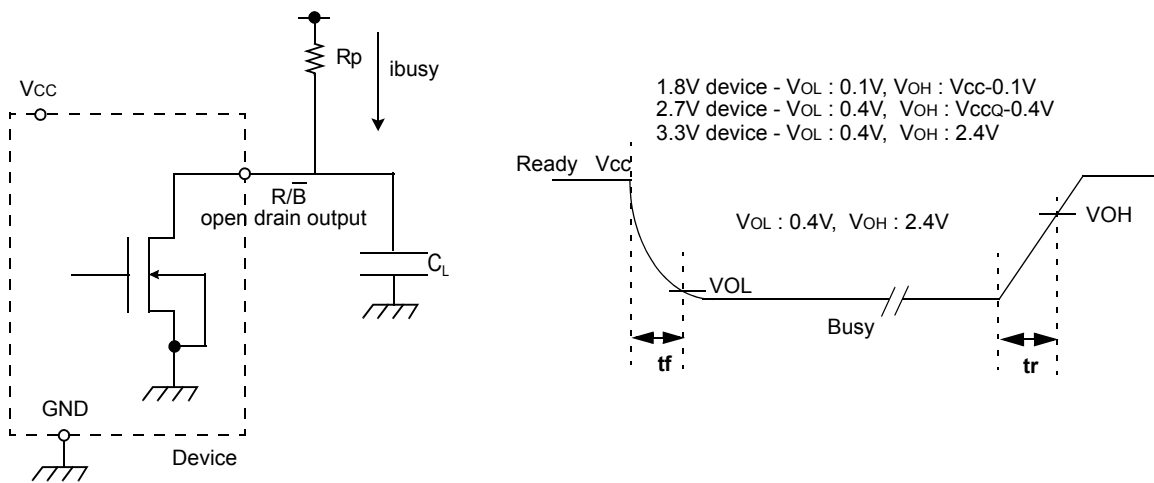 Rp
ibusy
VCC
R/B̅
open drain output
CL
GND
Device
1.8V device - VOL : 0.1V, VOH : Vcc-0.1V
2.7V device - VOL : 0.4V, VOH : VccQ-0.4V
3.3V device - VOL : 0.4V, VOH : 2.4V
Ready Vcc
VOL : 0.4V, VOH : 2.4V
VOH
VOL
Busy
tf
tr